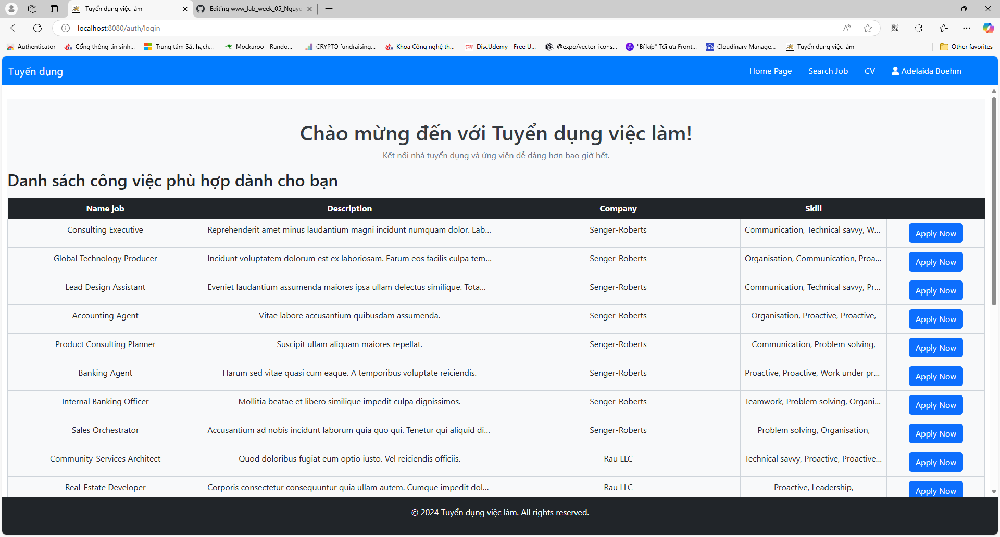 Tuyển dụng việc làm
Editing www_lab_week_05_Nguye
localhost:8080/auth/login
Authenticator
Cổng thông tin sinh...
Trung tâm Sát hạch...
Mockaroo - Rando...
CRYPTO fundraising...
Khoa Công nghệ th...
DU DiscUdemy - Free U...
@expo/vector-icons...
"Bí kíp" Tối ưu Front...
Cloudinary Manage...
Tuyển dụng việc làm
Other favorites
Tuyển dụng
Home Page
Search Job
CV
Adelaida Boehm
Chào mừng đến với Tuyển dụng việc làm!
Kết nối nhà tuyển dụng và ứng viên dễ dàng hơn bao giờ hết.
Danh sách công việc phù hợp dành cho bạn
Name job Description Company Skill
Consulting Executive Reprehenderit amet minus laudantium magni incidunt numquam dolor. Lab... Senger-Roberts Communication, Technical savvy, W... Apply Now
Global Technology Producer Incidunt voluptatem dolorum est ex laboriosam. Earum eos facilis culpa tem... Senger-Roberts Organisation, Communication, Proa... Apply Now
Lead Design Assistant Eveniet laudantium assumenda maiores ipsa ullam delectus similique. Tota... Senger-Roberts Communication, Technical savvy, Pr... Apply Now
Accounting Agent Vitae labore accusantium quibusdam assumenda. Senger-Roberts Organisation, Proactive, Proactive, Apply Now
Product Consulting Planner Suscipit ullam aliquam maiores repellat. Senger-Roberts Communication, Problem solving, Apply Now
Banking Agent Harum sed vitae quasi cum eaque. A temporibus voluptate reiciendis. Senger-Roberts Proactive, Proactive, Work under pr... Apply Now
Internal Banking Officer Mollitia beatae et libero similique impedit culpa dignissimos. Senger-Roberts Teamwork, Problem solving, Organi... Apply Now
Sales Orchestrator Accusantium ad nobis incidunt laborum quia quo qui. Tenetur qui aliquid di... Senger-Roberts Problem solving, Organisation, Apply Now
Community-Services Architect Quod doloribus fugiat eum optio iusto. Vel reiciendis officiis. Rau LLC Technical savvy, Proactive, Proactive... Apply Now
Real-Estate Developer Corporis consectetur consequuntur quia ullam autem. Cumque impedit dol... Rau LLC Proactive, Leadership, Apply Now
© 2024 Tuyển dụng việc làm. All rights reserved.